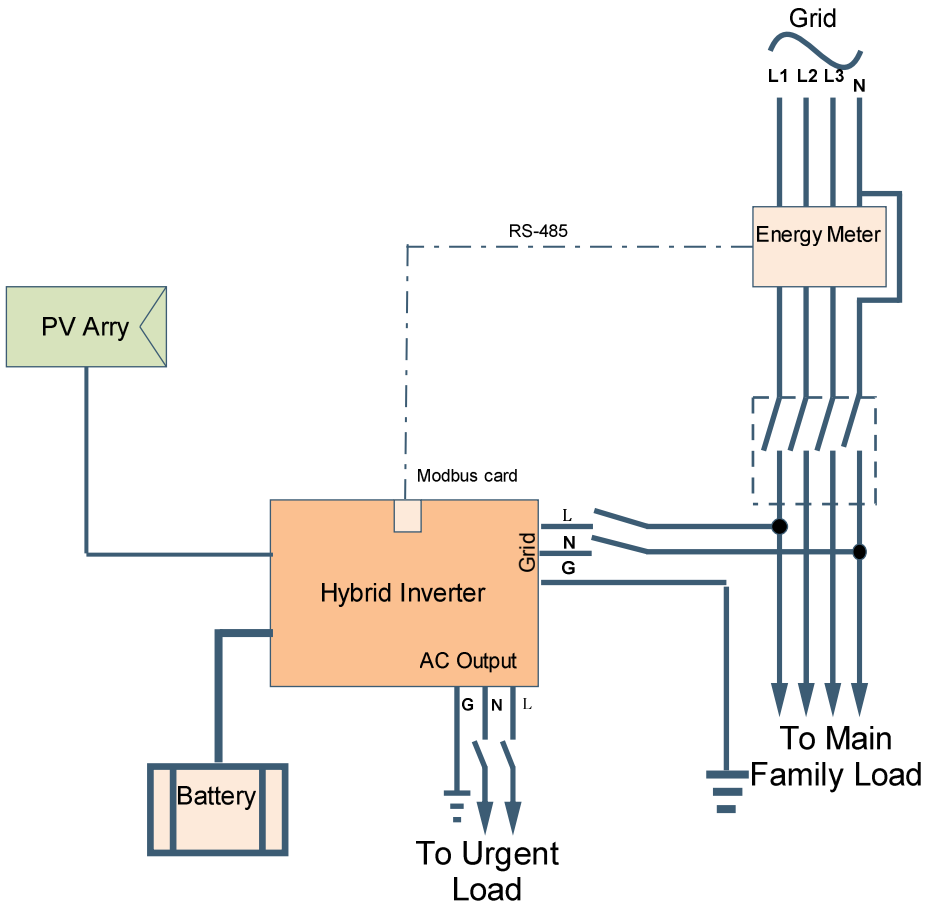 Grid
L1 L2 L3 N
Energy Meter
RS-485
PV Arry
Modbus card
L
N
G
Grid
Hybrid Inverter
AC Output
G N L
Battery
To Main
Family Load
To Urgent
Load